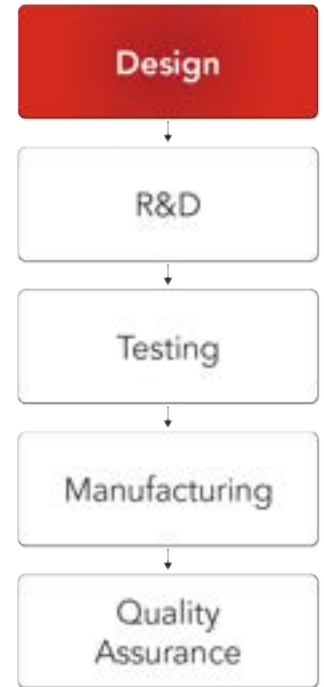 Design
R&D
Testing
Manufacturing
Quality
Assurance